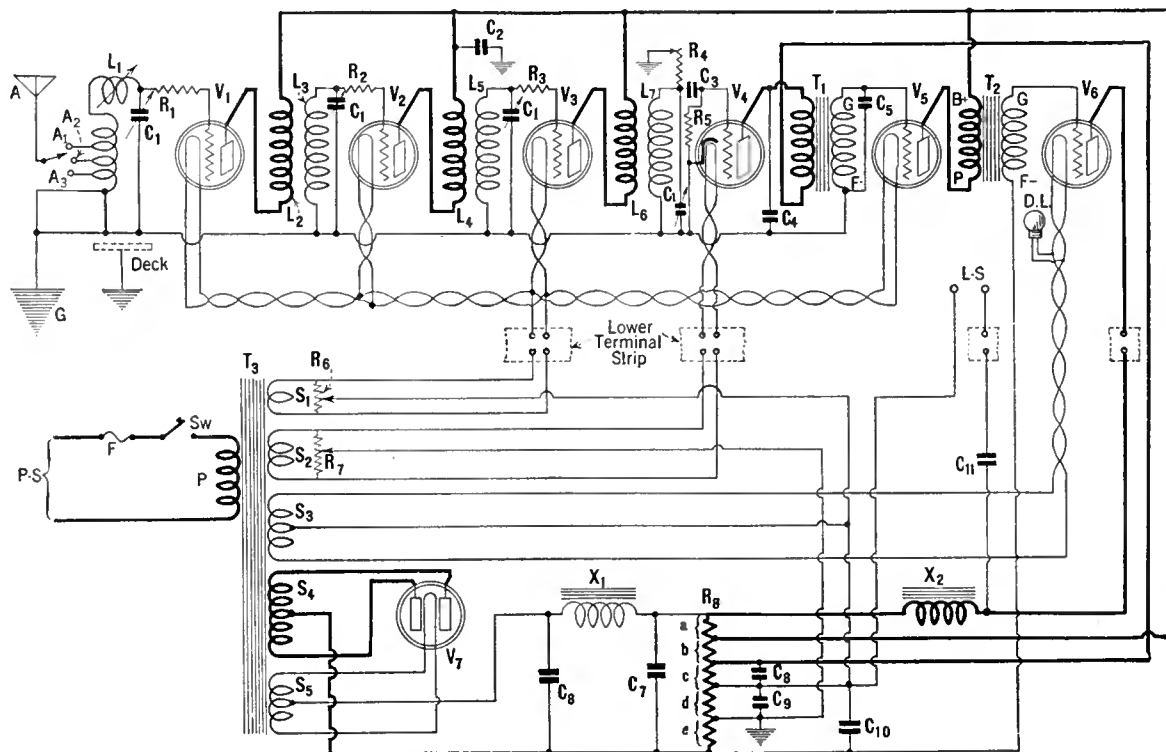 C2
L1
A
A1
A2
A3
C1
R1
V1
L3
R2
C1
V2
L5
R3
C1
V3
R4
L7
C3
R5
V4
T1
G
C5
V5
B+
T2
G
V6
L2
L4
L6
C1
C4
F-
P
F-
D.L.
Deck
G
L-S
Lower
Terminal
Strip
T3
R6
S1
Sw
F
P-S
P
S2
R7
C11
S3
S4
X1
R8
X2
a
b
c
d
e
V7
S5
C8
C7
C8
C9
C10